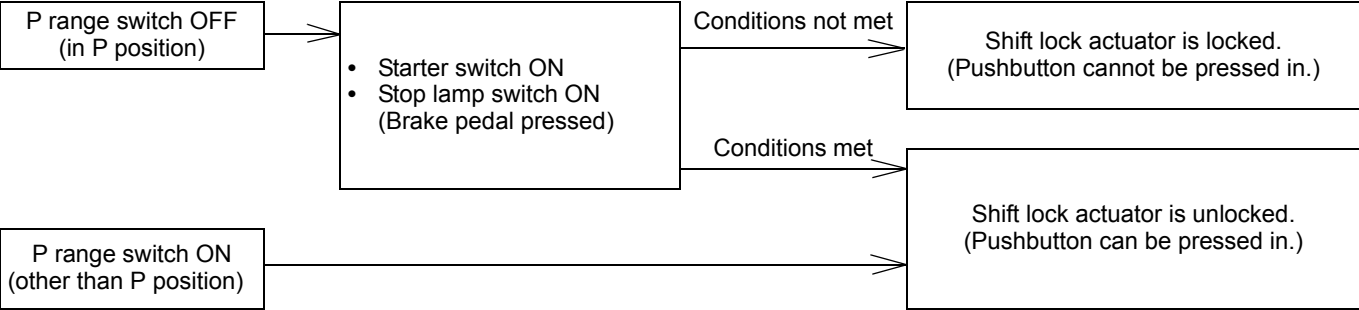 P range switch OFF
(in P position)
• Starter switch ON
• Stop lamp switch ON
(Brake pedal pressed)
Conditions not met
Shift lock actuator is locked.
(Pushbutton cannot be pressed in.)
Conditions met
Shift lock actuator is unlocked.
(Pushbutton can be pressed in.)
P range switch ON
(other than P position)